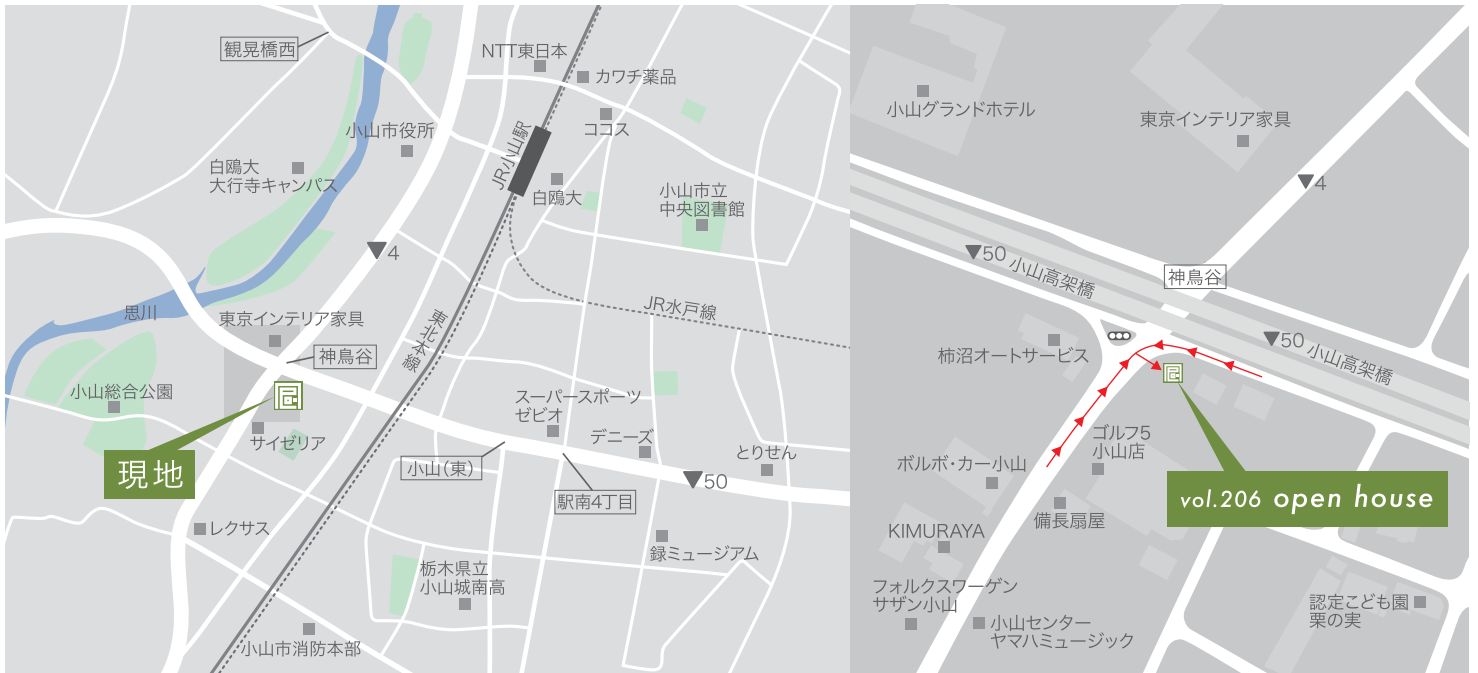 観晃橋西
NTT東日本
カワチ薬品
小山市役所
ココス
JR小山駅
白鴎大
大行寺キャンパス
白鴎大
小山市立
中央図書館
4
思川
JR水戸線
東京インテリア家具
東北本線
神鳥谷
小山総合公園
スーパースポーツ
ゼビオ
サイゼリア
デニーズ
現地
小山(東)
とりせん
50
駅南4丁目
レクサス
緑ミュージアム
栃木県立
小山城南高
小山市消防本部
小山グランドホテル
東京インテリア家具
4
50
小山高架橋
神鳥谷
50
小山高架橋
柿沼オートサービス
ゴルフ5
小山店
ボルボ・カー小山
vol.206 open house
備長扇屋
KIMURAYA
フォルクスワーゲン
サザン小山
小山センター
ヤマハミュージック
認定こども園
栗の実